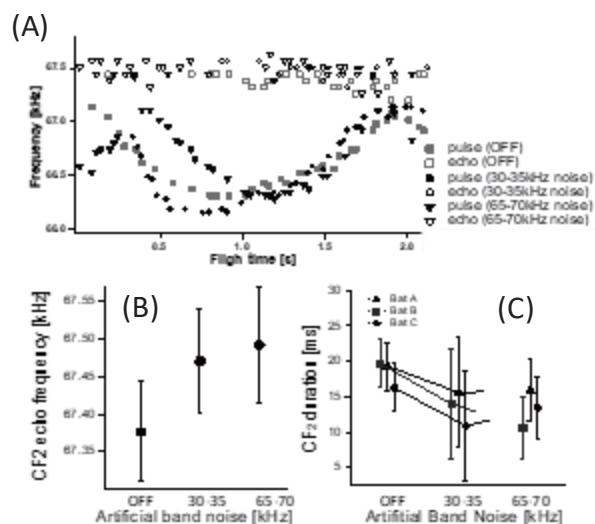 (A)
67.5
67.0
66.5
66.0
Frequency [kHz]
0.5 1.0 1.5 2.0
Fligh time [s]
pulse (OFF)
echo (OFF)
pulse (30-35kHz noise)
echo (30-35kHz noise)
pulse (65-70kHz noise)
echo (65-70kHz noise)
(B)
CF2 echo frequency [kHz]
67.55
67.50
67.45
67.40
67.35
OFF 30-35 65-70
Artificial band noise [kHz]
(C)
Bat A
Bat B
Bat C
CF2 duration [ms]
30
25
20
15
10
5
OFF 30-35 65-70
Artifitial Band Noise [kHz]